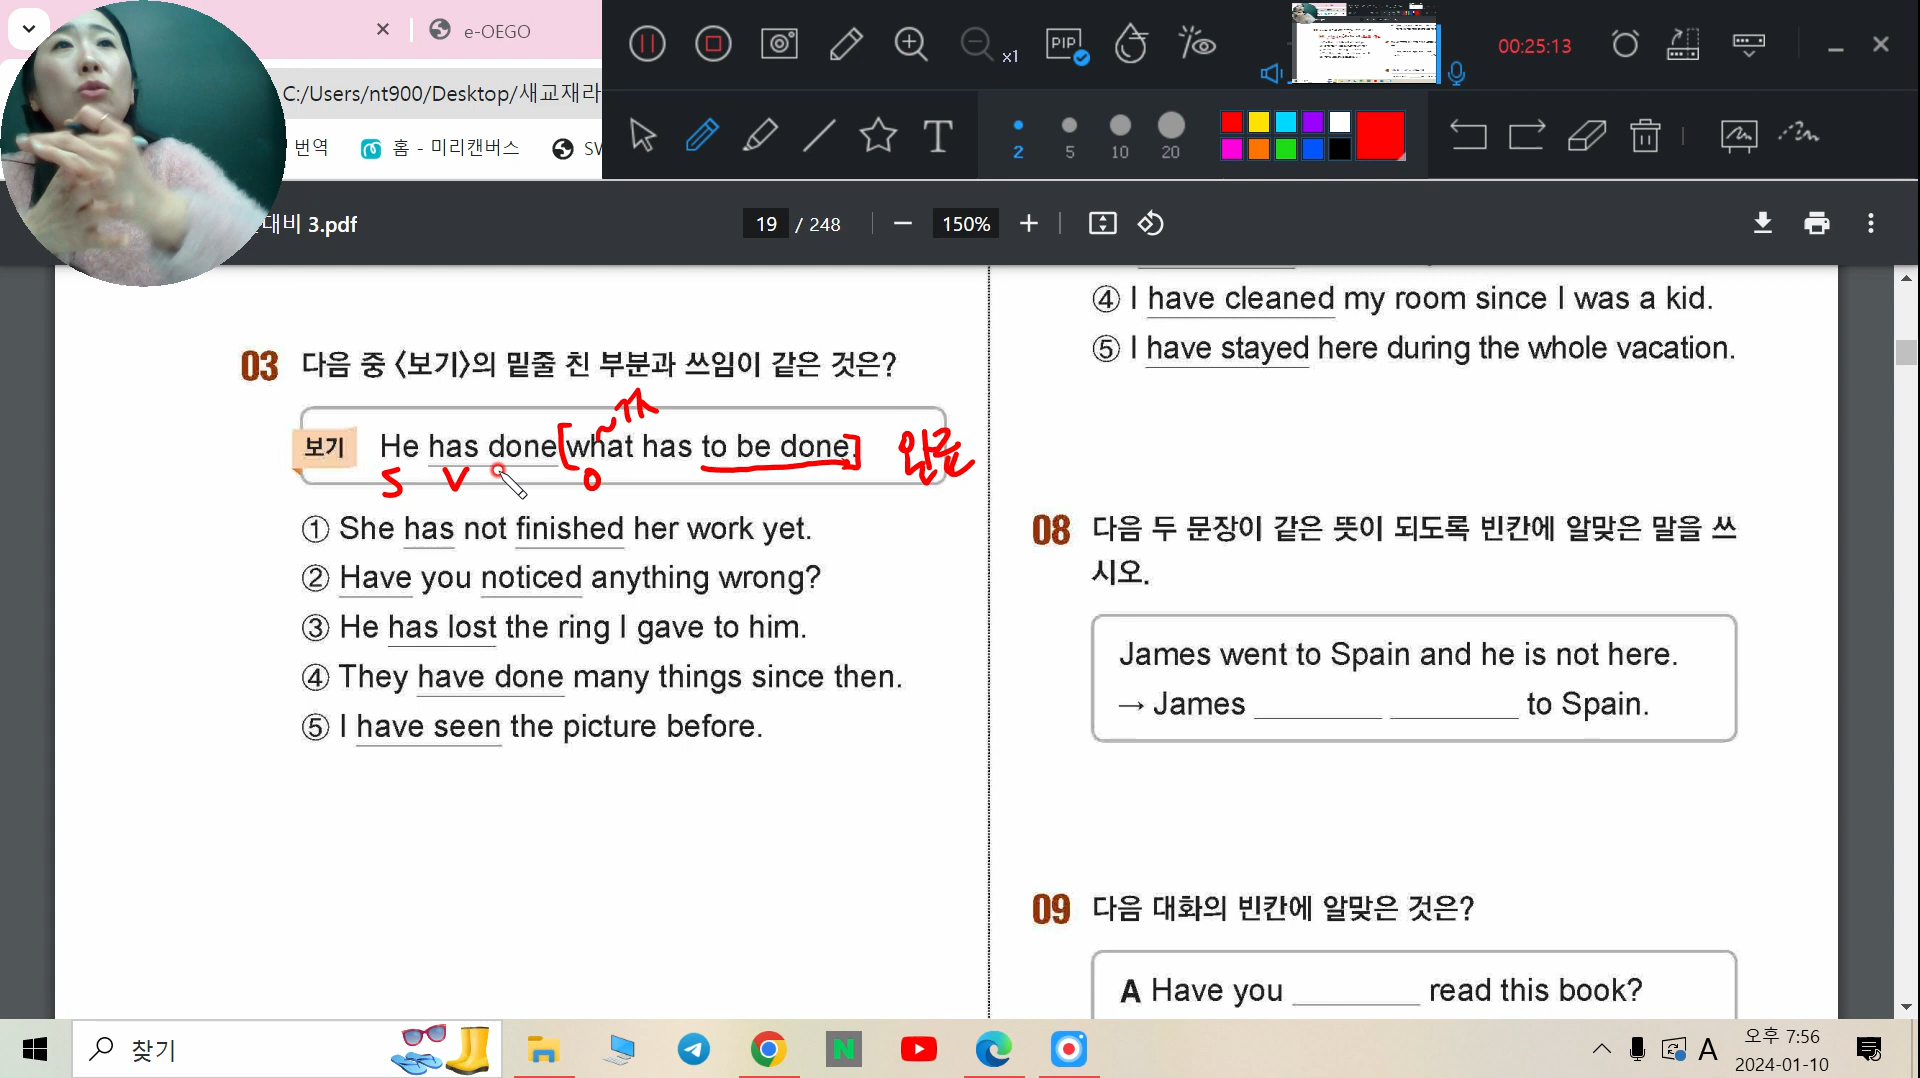 e-OEGO
C:/Users/nt900/Desktop/새교재라
번역
홈 - 미리캔버스
x1
PIP
00:25:13
T
2
5
10
20
대비 3.pdf
19 / 248
150%
03 다음 중 〈보기〉의 밑줄 친 부분과 쓰임이 같은 것은?
~것
보기 He has done [what has to be done.] 완료
S V O
① She has not finished her work yet.
② Have you noticed anything wrong?
③ He has lost the ring I gave to him.
④ They have done many things since then.
⑤ I have seen the picture before.
④ I have cleaned my room since I was a kid.
⑤ I have stayed here during the whole vacation.
08 다음 두 문장이 같은 뜻이 되도록 빈칸에 알맞은 말을 쓰
시오.
James went to Spain and he is not here.
→ James ________ ________ to Spain.
09 다음 대화의 빈칸에 알맞은 것은?
A Have you ________ read this book?
찾기
N
A
오후 7:56
2024-01-10